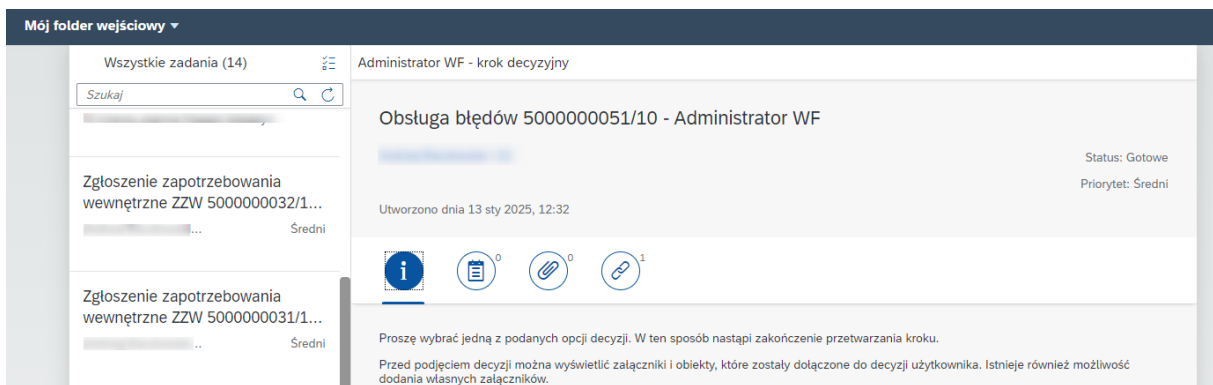 Mój folder wejściowy
Wszystkie zadania (14)
Szukaj
Zgłoszenie zapotrzebowania
wewnętrzne ZZW 5000000032/1...
...
Średni
Zgłoszenie zapotrzebowania
wewnętrzne ZZW 5000000031/1...
..
Średni
Administrator WF - krok decyzyjny
Obsługa błędów 5000000051/10 - Administrator WF
Status: Gotowe
Priorytet: Średni
Utworzono dnia 13 sty 2025, 12:32
0
0
1
Proszę wybrać jedną z podanych opcji decyzji. W ten sposób nastąpi zakończenie przetwarzania kroku.
Przed podjęciem decyzji można wyświetlić załączniki i obiekty, które zostały dołączone do decyzji użytkownika. Istnieje również możliwość
dodania własnych załączników.